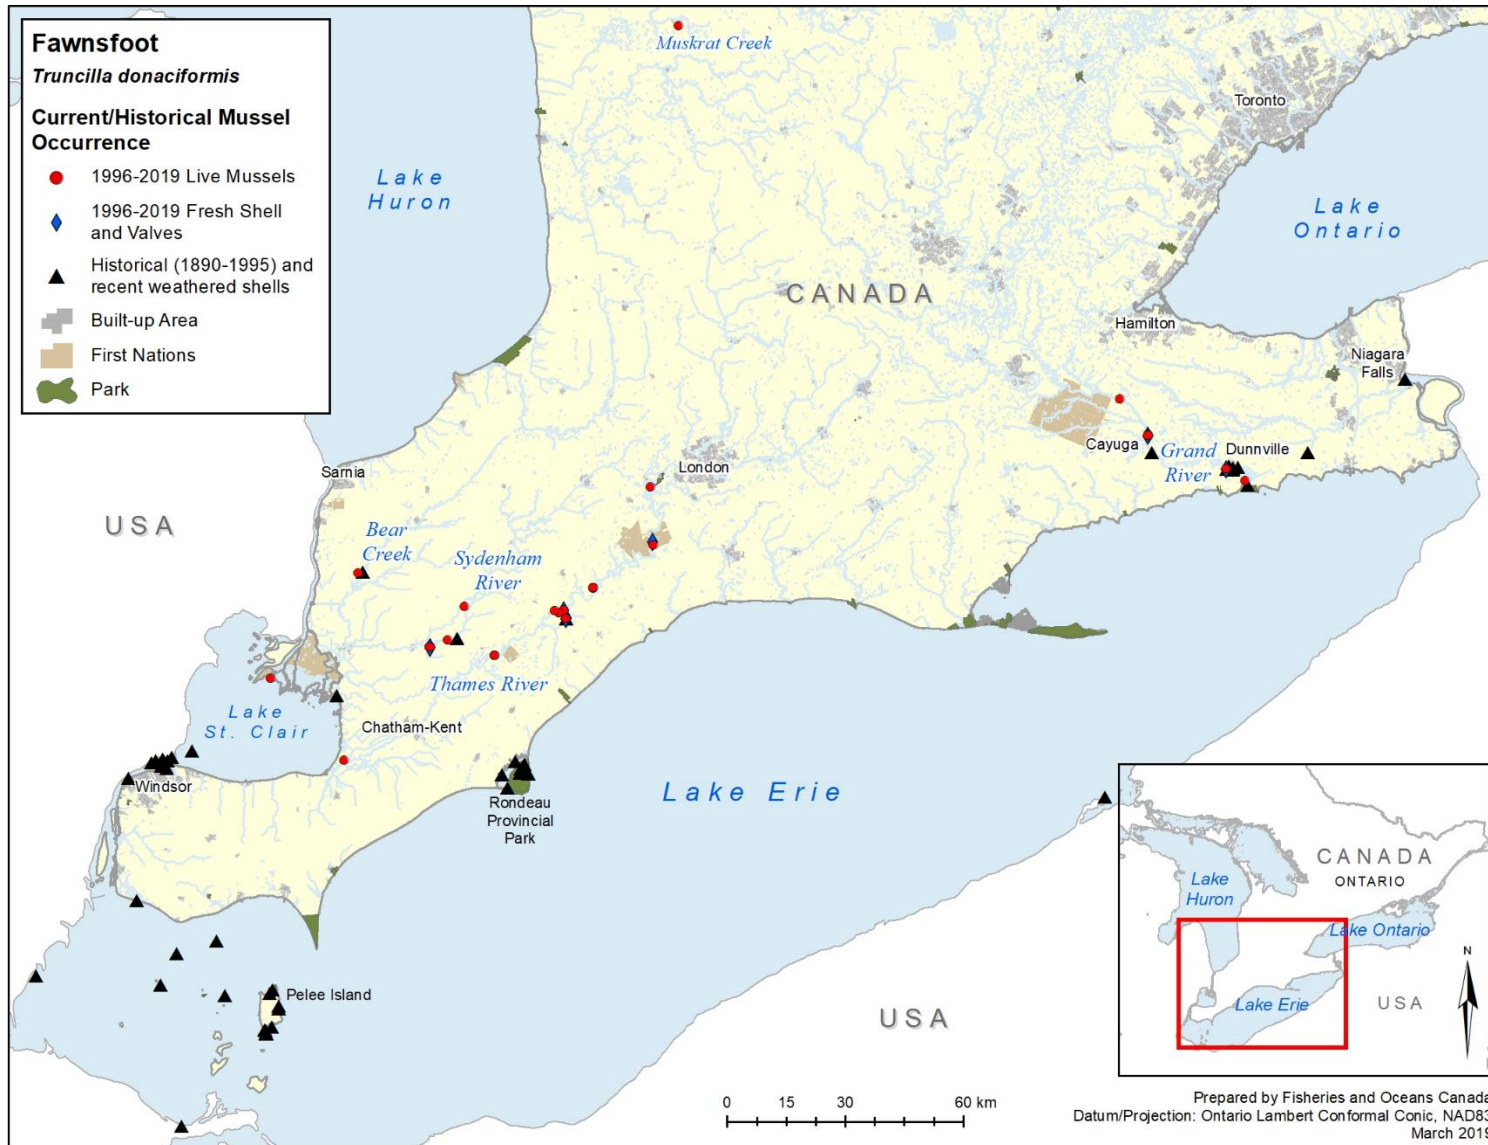 Fawnsfoot
Truncilla donaciformis
Current/Historical Mussel
Occurrence
1996-2019 Live Mussels
1996-2019 Fresh Shell
and Valves
Historical (1890-1995) and
recent weathered shells
Built-up Area
First Nations
Park
Muskrat Creek
Toronto
Lake
Huron
Lake
Ontario
CANADA
Hamilton
Niagara
Falls
Sarnia
London
Cayuga
Grand
River
Dunnville
USA
Bear
Creek
Sydenham
River
Thames River
Lake
St. Clair
Chatham-Kent
Windsor
Rondeau
Provincial
Park
Lake Erie
Pelee Island
USA
0 15 30 60 km
CANADA
ONTARIO
Lake
Huron
Lake Ontario
Lake Erie
USA
N
Prepared by Fisheries and Oceans Canada
Datum/Projection: Ontario Lambert Conformal Conic, NAD83
March 2019